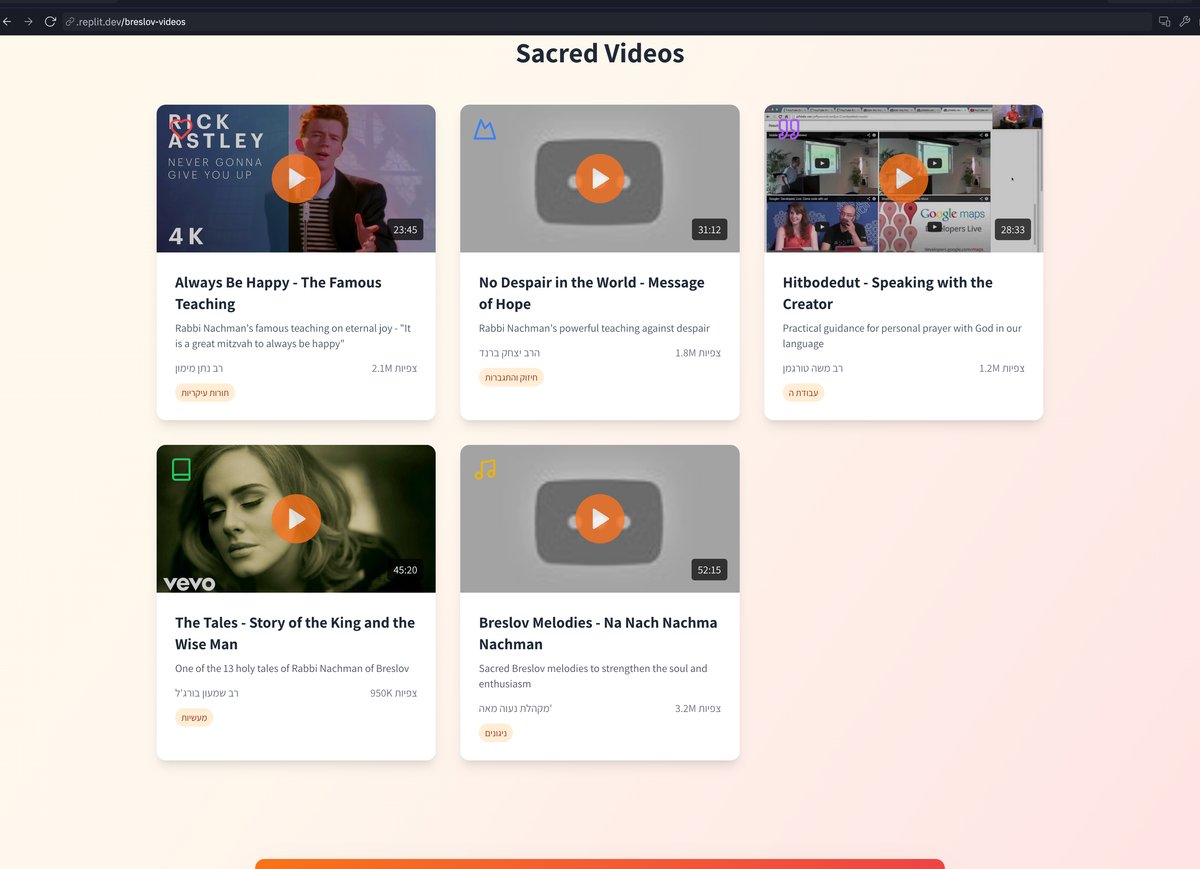 .replit.dev/breslov-videos
Sacred Videos
RICK
ASTLEY
NEVER GONNA
GIVE YOU UP
4K
23:45
Always Be Happy - The Famous
Teaching
Rabbi Nachman's famous teaching on eternal joy - "It
is a great mitzvah to always be happy"
רב נתן מימון
2.1M צפיות
תורות עיקריות
31:12
No Despair in the World - Message
of Hope
Rabbi Nachman's powerful teaching against despair
הרב יצחק ברנד
1.8M צפיות
חיזוק והתגברות
Google maps
Developers Live
28:33
Hitbodedut - Speaking with the
Creator
Practical guidance for personal prayer with God in our
language
רב משה טורגמן
1.2M צפיות
עבודת ה
vevo
45:20
The Tales - Story of the King and the
Wise Man
One of the 13 holy tales of Rabbi Nachman of Breslov
רב שמעון בורג'ל
950K צפיות
מעשיות
52:15
Breslov Melodies - Na Nach Nachma
Nachman
Sacred Breslov melodies to strengthen the soul and
enthusiasm
מקהלת נעוה מאה'
3.2M צפיות
ניגונים